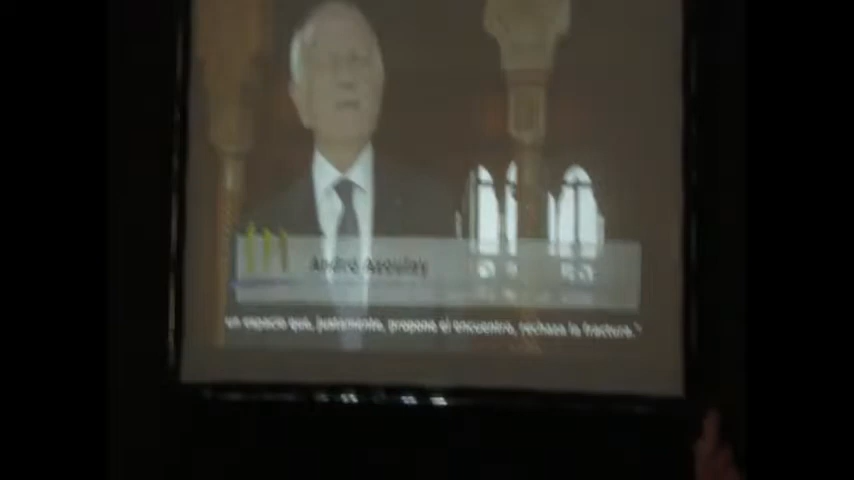 André Azoulay
un espacio que, justamente, propone el encuentro, rechaza la fractura."